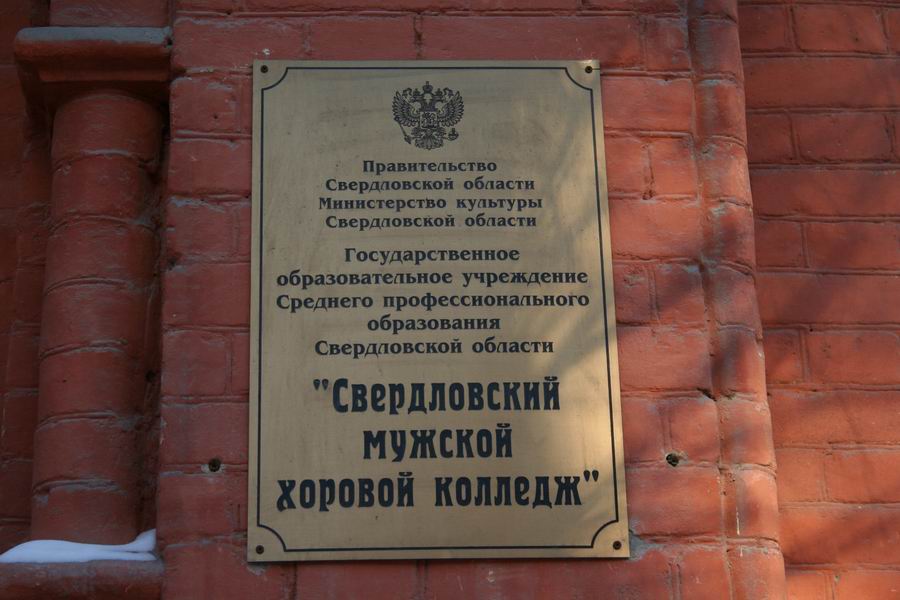 Правительство
Свердловской области
Министерство культуры
Свердловской области
Государственное
образовательное учреждение
Среднего профессионального
образования
Свердловской области
"Свердловский
мужской
хоровой колледж"